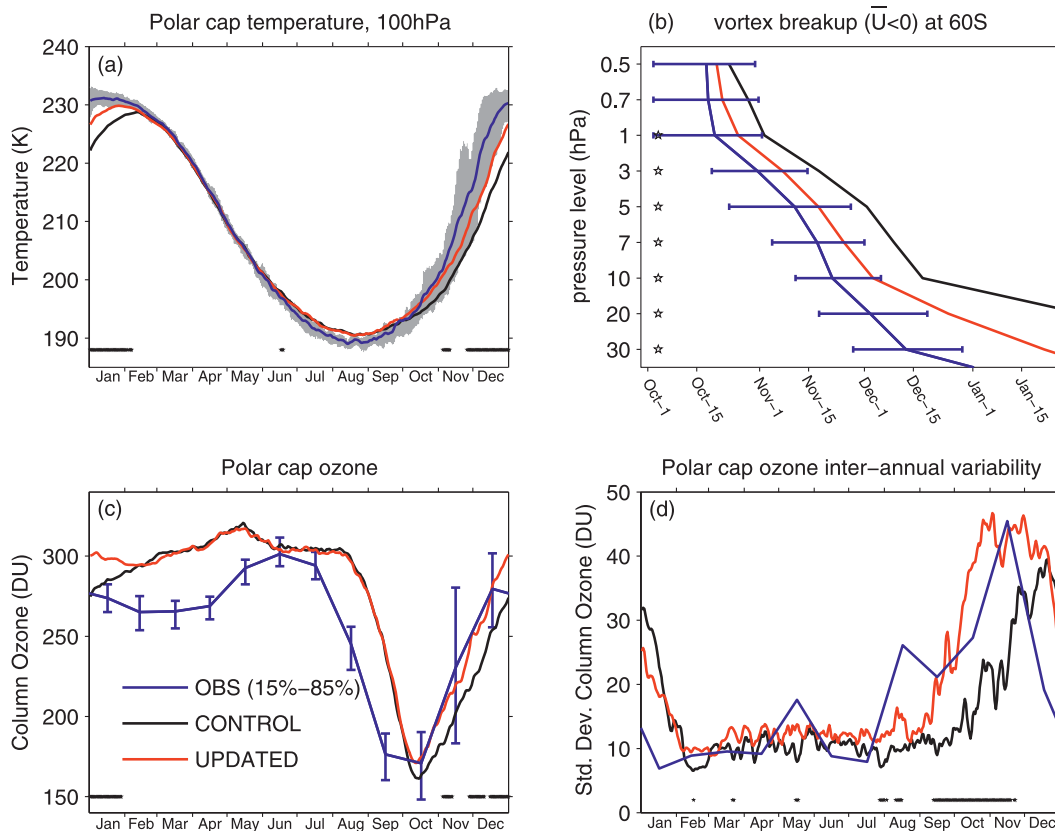 Polar cap temperature, 100hPa
(a)
Temperature (K)
240
230
220
210
200
190
Jan Feb Mar Apr May Jun Jul Aug Sep Oct Nov Dec
vortex breakup (U<0) at 60S
(b)
pressure level (hPa)
0.5
0.7
1
3
5
7
10
20
30
Oct−1
Oct−15
Nov−1
Nov−15
Dec−1
Dec−15
Jan−1
Jan−15
Polar cap ozone
(c)
Column Ozone (DU)
300
250
200
150
OBS (15%−85%)
CONTROL
UPDATED
Jan Feb Mar Apr May Jun Jul Aug Sep Oct Nov Dec
Polar cap ozone inter−annual variability
(d)
Std. Dev. Column Ozone (DU)
50
40
30
20
10
0
Jan Feb Mar Apr May Jun Jul Aug Sep Oct Nov Dec